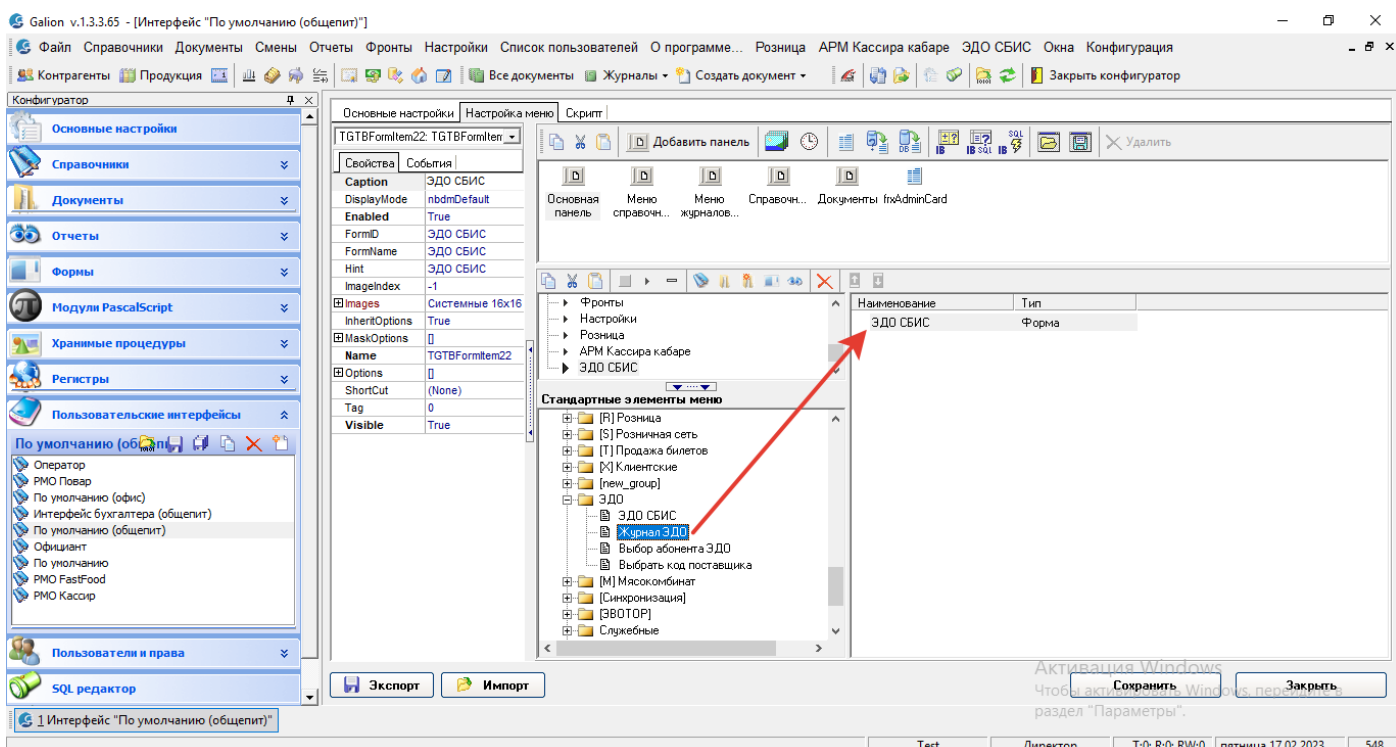 Galion v.1.3.3.65 - [Интерфейс "По умолчанию (общепит)"]
Файл Справочники Документы Смены Отчеты Фронты Настройки Список пользователей О программе... Розница АРМ Кассира кабаре ЭДО СБИС Окна Конфигурация
Контрагенты Продукция Все документы Журналы Создать документ Закрыть конфигуратор
Конфигуратор
Основные настройки
Справочники
Документы
Отчеты
Формы
Модули PascalScript
Хранимые процедуры
Регистры
Пользовательские интерфейсы
По умолчанию
Оператор
РМО Повар
По умолчанию (офис)
Интерфейс бухгалтера (общепит)
По умолчанию (общепит)
Официант
По умолчанию
РМО FastFood
РМО Кассир
Пользователи и права
SQL редактор
Основные настройки Настройка меню Скрипт
TGTBFormItem22: TGTBFormIten
Свойства События
Caption ЭДО СБИС
DisplayMode nbdmDefault
Enabled True
FormID ЭДО СБИС
FormName ЭДО СБИС
Hint ЭДО СБИС
ImageIndex -1
Images Системные 16x16
InheritOptions True
MaskOptions []
Name TGTBFormItem22
Options []
ShortCut (None)
Tag 0
Visible True
Добавить панель Удалить
Основная панель
Меню справочн...
Меню журналов...
Справочн...
Документы
frxAdminCard
Фронты
Настройки
Розница
АРМ Кассира кабаре
ЭДО СБИС
Стандартные элементы меню
[R] Розница
[S] Розничная сеть
[T] Продажа билетов
[X] Клиентские
[new_group]
ЭДО
ЭДО СБИС
Журнал ЭДО
Выбор абонента ЭДО
Выбрать код поставщика
[M] Мясокомбинат
[Синхронизация]
[ЭВОТОР]
Служебные
Наименование Тип
ЭДО СБИС Форма
Экспорт Импорт Сохранить Закрыть
Активация Windows
Чтобы активировать Windows, перейдите в
раздел "Параметры".
1 Интерфейс "По умолчанию (общепит)"
Test Директор T:0; R:0; RW:0 пятница 17.02.2023 548